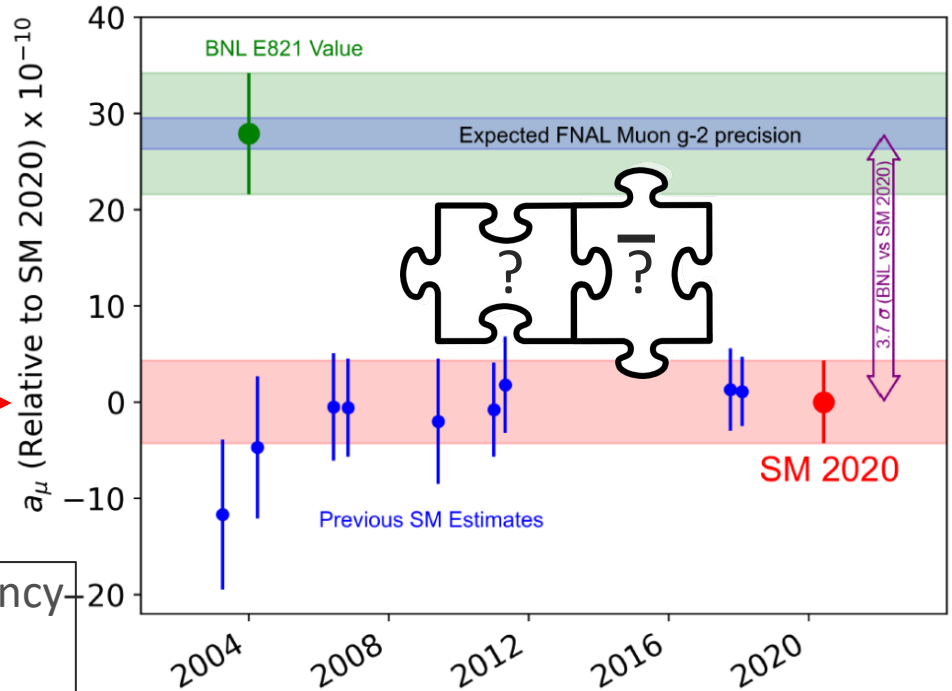 40
30
20
10
0
−10
−20
a_μ (Relative to SM 2020) x 10⁻¹⁰
BNL E821 Value
Expected FNAL Muon g-2 precision
3.7 σ (BNL vs SM 2020)
? ?
SM 2020
Previous SM Estimates
ncy
2004 2008 2012 2016 2020